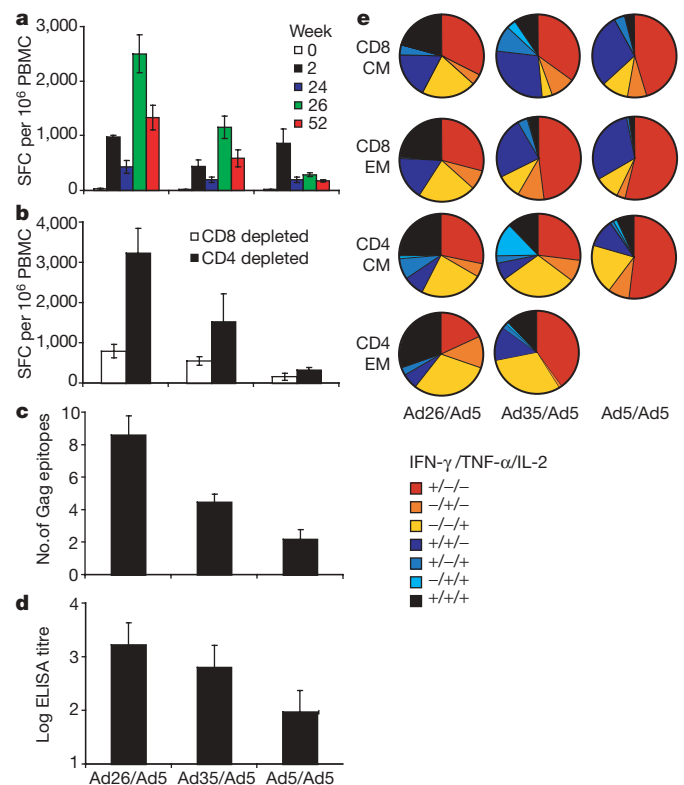 a
SFC per 10⁶ PBMC
3,000
2,000
1,000
0
Week
0
2
24
26
52
b
SFC per 10⁶ PBMC
4,000
3,000
2,000
1,000
0
CD8 depleted
CD4 depleted
c
No.of Gag epitopes
10
8
6
4
2
0
d
Log ELISA titre
4
3
2
1
Ad26/Ad5 Ad35/Ad5 Ad5/Ad5
e
CD8
CM
CD8
EM
CD4
CM
CD4
EM
Ad26/Ad5 Ad35/Ad5 Ad5/Ad5
IFN-γ/TNF-α/IL-2
+/−/−
−/+/−
−/−/+
+/+/−
+/−/+
−/+/+
+/+/+